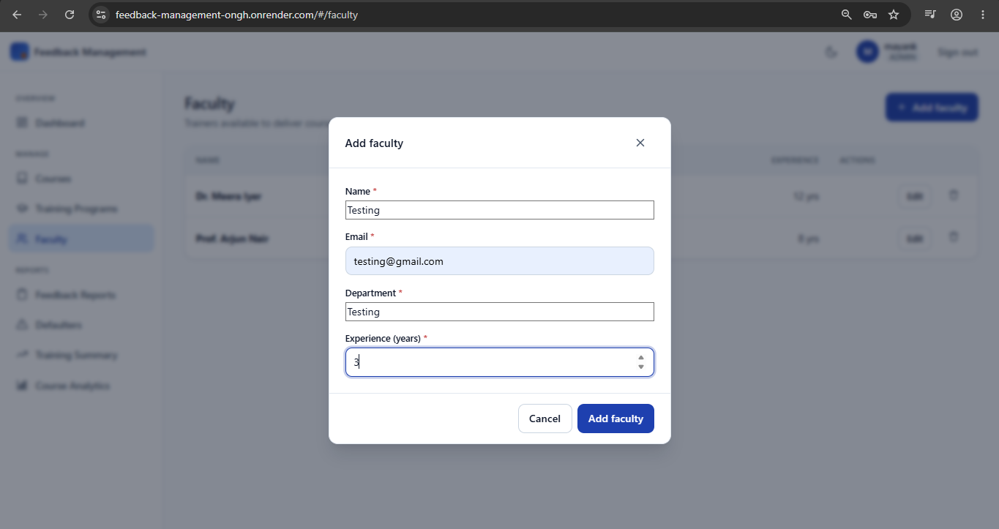 feedback-management-ongh.onrender.com/#/faculty
Feedback Management
mayank
ADMIN
Sign out
OVERVIEW
Dashboard
MANAGE
Courses
Training Programs
Faculty
REPORTS
Feedback Reports
Defaulters
Training Summary
Course Analytics
Faculty
Trainers available to deliver
+ Add faculty
NAME
EXPERIENCE
ACTIONS
Dr. Meera Iyer
12 yrs
Edit
Prof. Arjun Nair
8 yrs
Edit
Add faculty
Name *
Testing
Email *
testing@gmail.com
Department *
Testing
Experience (years) *
3
Cancel
Add faculty